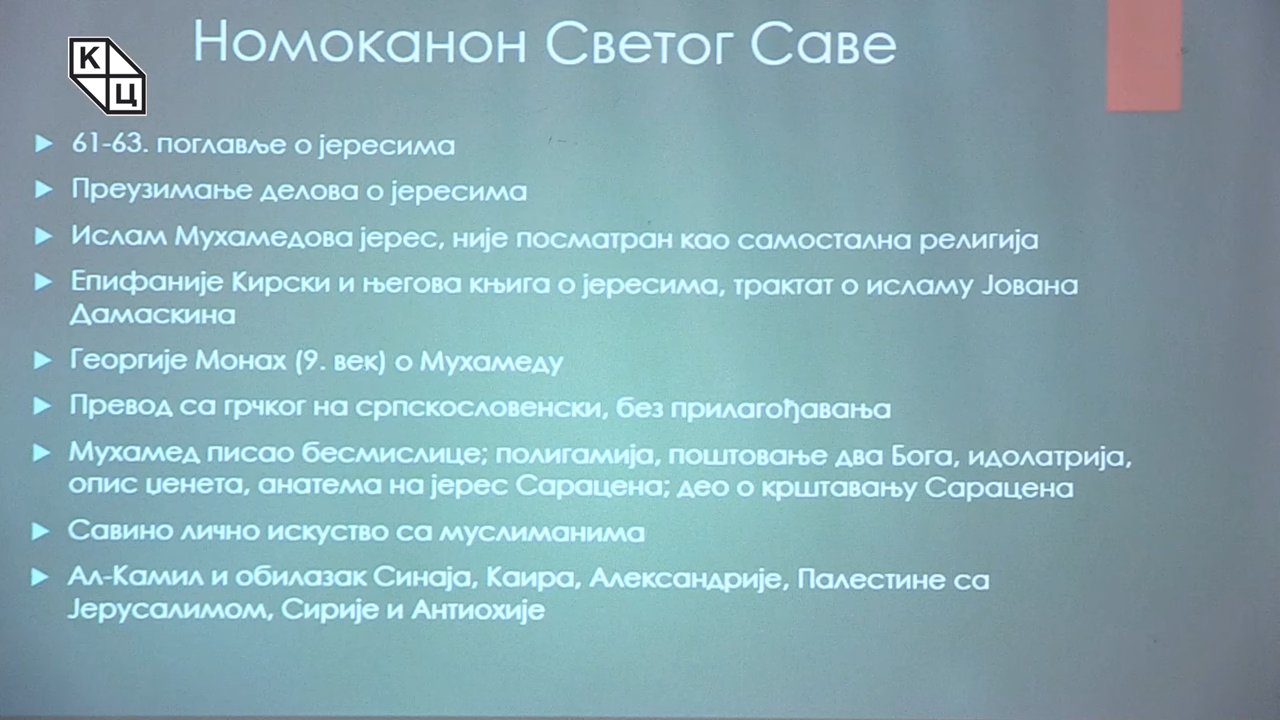 Номоканон Светог Саве
К
Ц
61-63. поглавље о јересима
Преузимање делова о јересима
Ислам Мухамедова јерес, није посматран као самостална религија
Епифаније Кирски и његова књига о јересима, трактат о исламу Јована
Дамаскина
Георгије Монах (9. век) о Мухамеду
Превод са грчког на српскословенски, без прилагођавања
Мухамед писао бесмислице; полигамија, поштовање два Бога, идолатрија,
опис џенета, анатема на јерес Сарацена; део о крштавању Сарацена
Савино лично искуство са муслиманима
Ал-Камил и обилазак Синаја, Каира, Александрије, Палестине са
Јерусалимом, Сирије и Антиохије